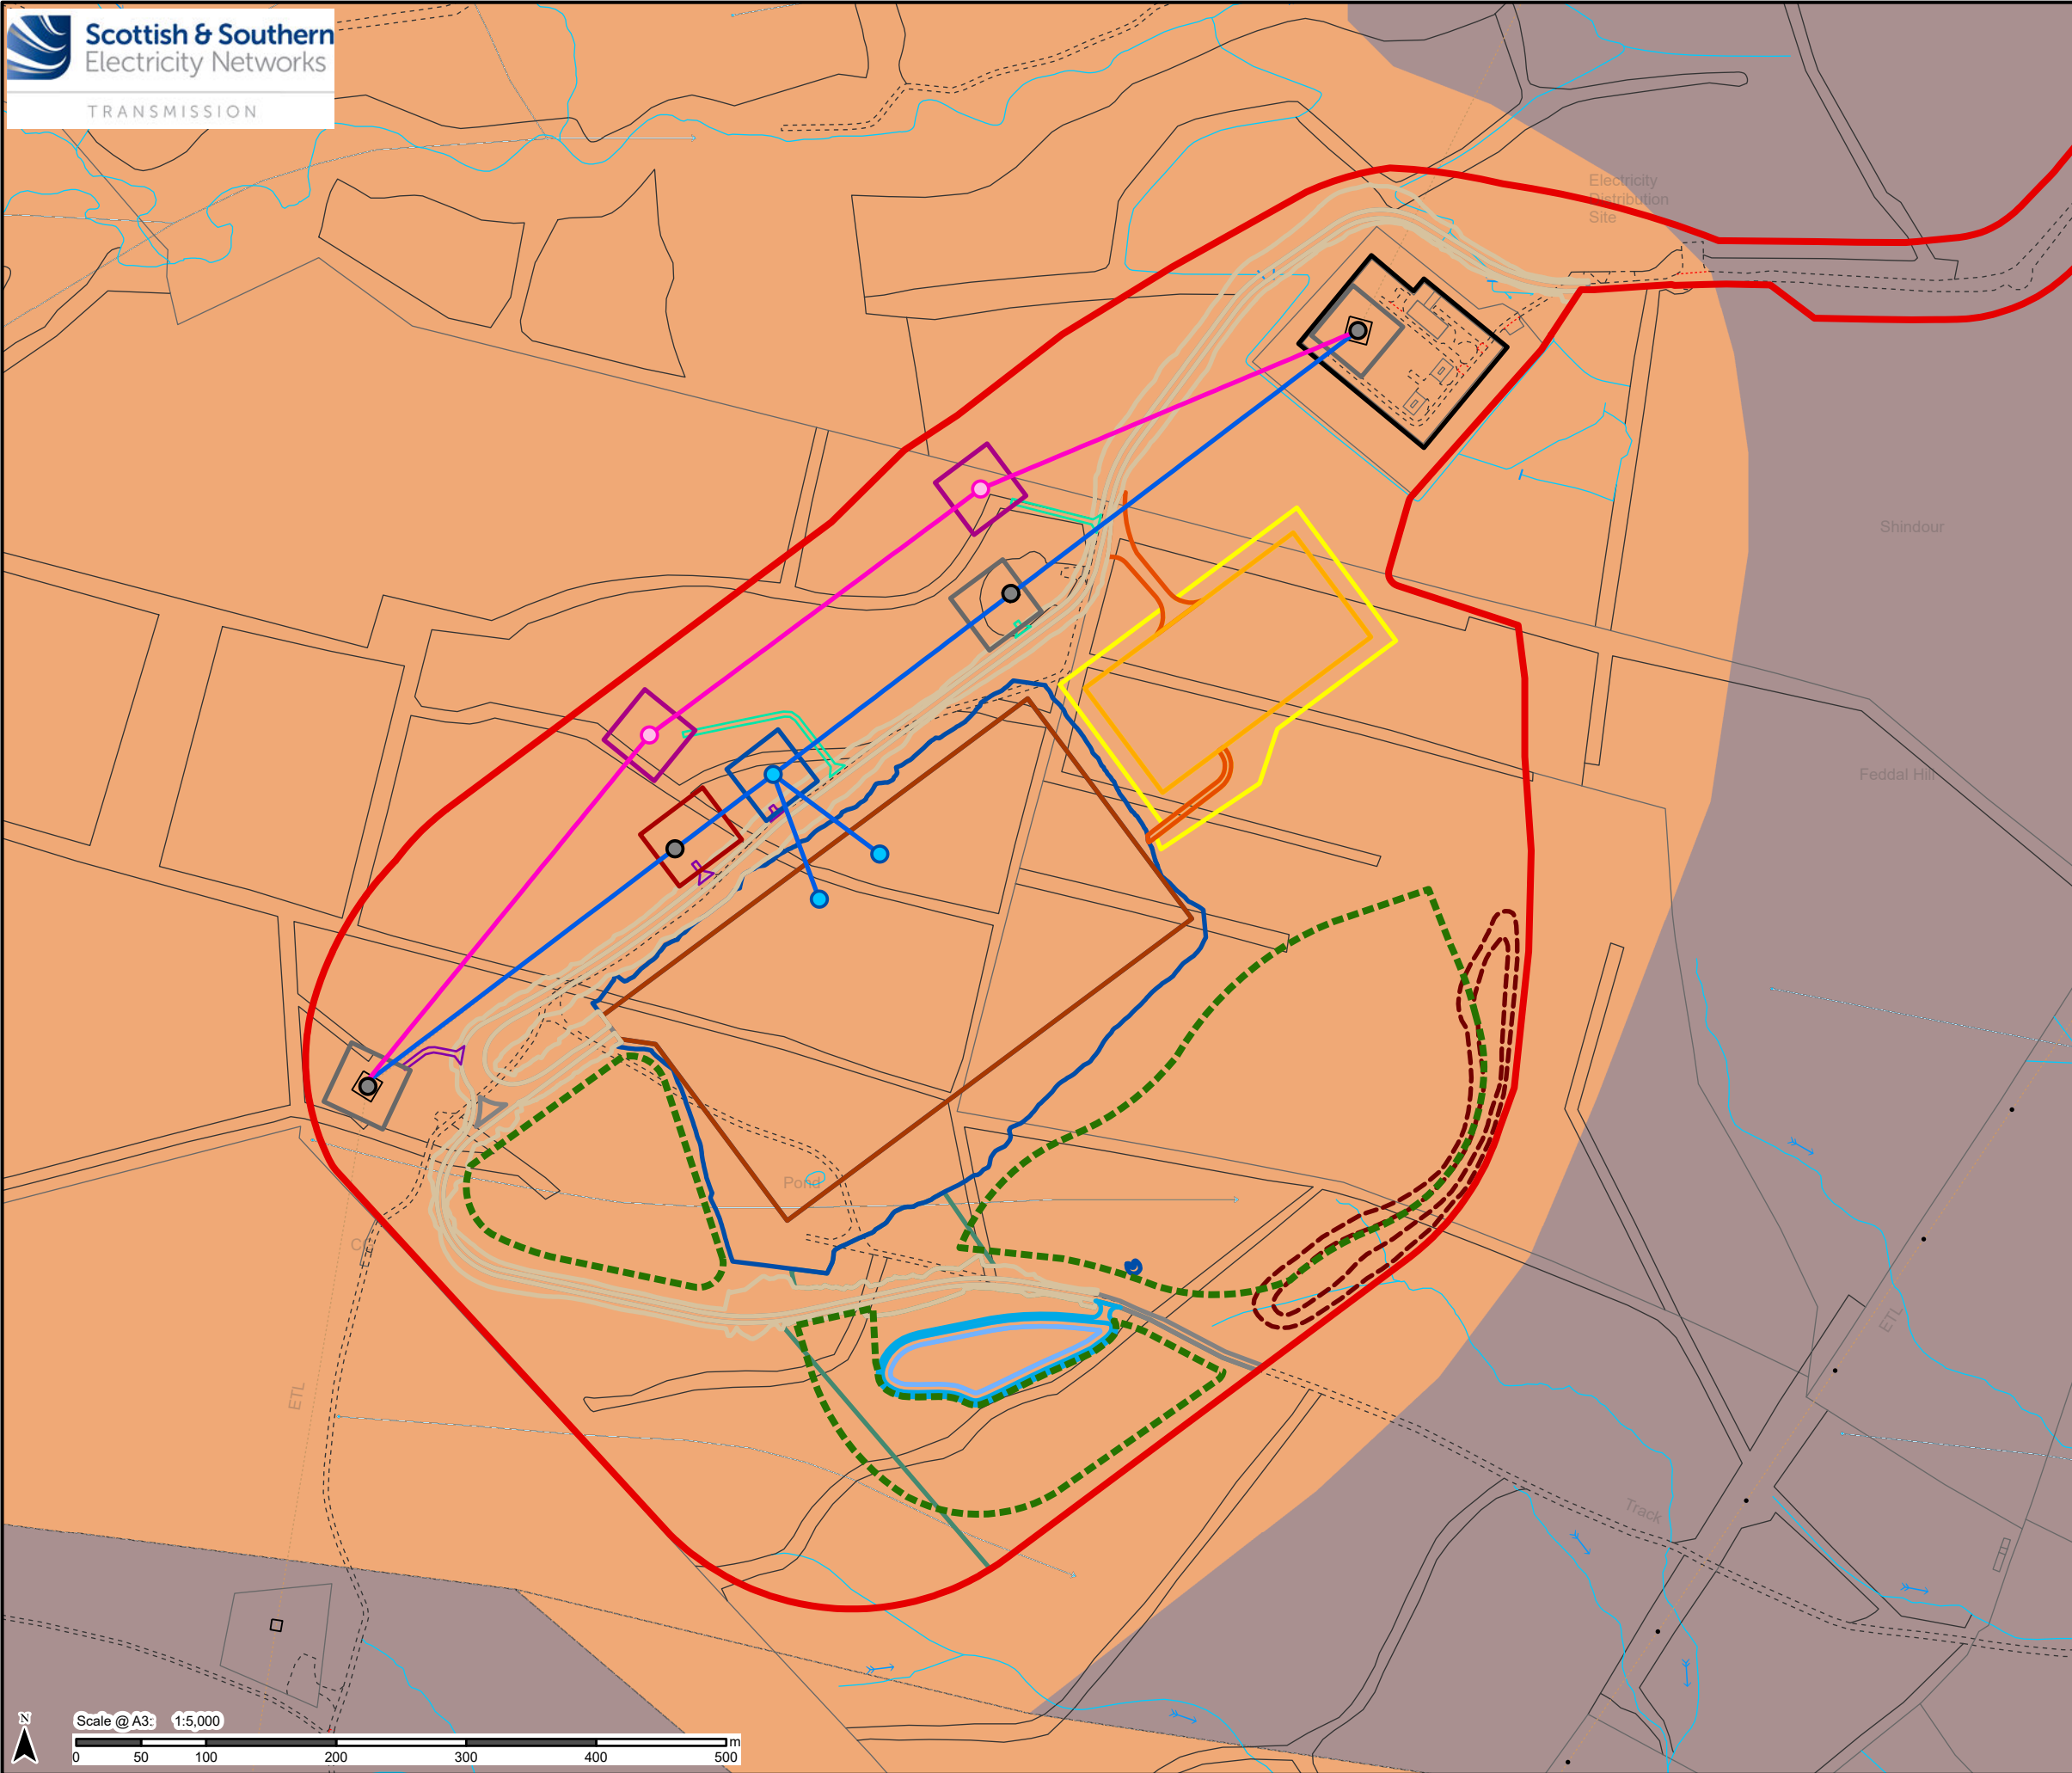 Scottish & Southern
Electricity Networks
TRANSMISSION
Electricity
Distribution
Site
Shindour
Feddal Hill
Pond
ETL
ETL
Track
N
Scale @ A3: 1:5,000
0 50 100 200 300 400 500 m